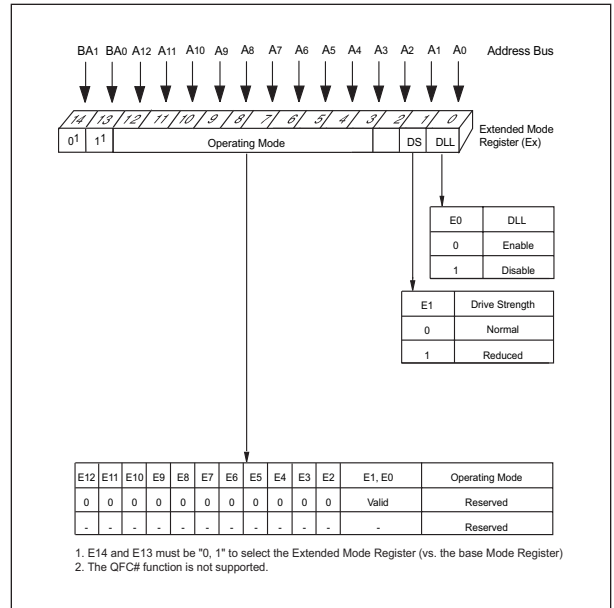 BA1 BA0 A12 A11 A10 A9 A8 A7 A6 A5 A4 A3 A2 A1 A0 Address Bus
14 13 12 11 10 9 8 7 6 5 4 3 2 1 0
0¹ 1¹ Operating Mode DS DLL
Extended Mode
Register (Ex)
E0 DLL
0 Enable
1 Disable
E1 Drive Strength
0 Normal
1 Reduced
E12 E11 E10 E9 E8 E7 E6 E5 E4 E3 E2 E1, E0 Operating Mode
0 0 0 0 0 0 0 0 0 0 0 Valid Reserved
- - - - - - - - - - - - Reserved
1. E14 and E13 must be "0, 1" to select the Extended Mode Register (vs. the base Mode Register)
2. The QFC# function is not supported.